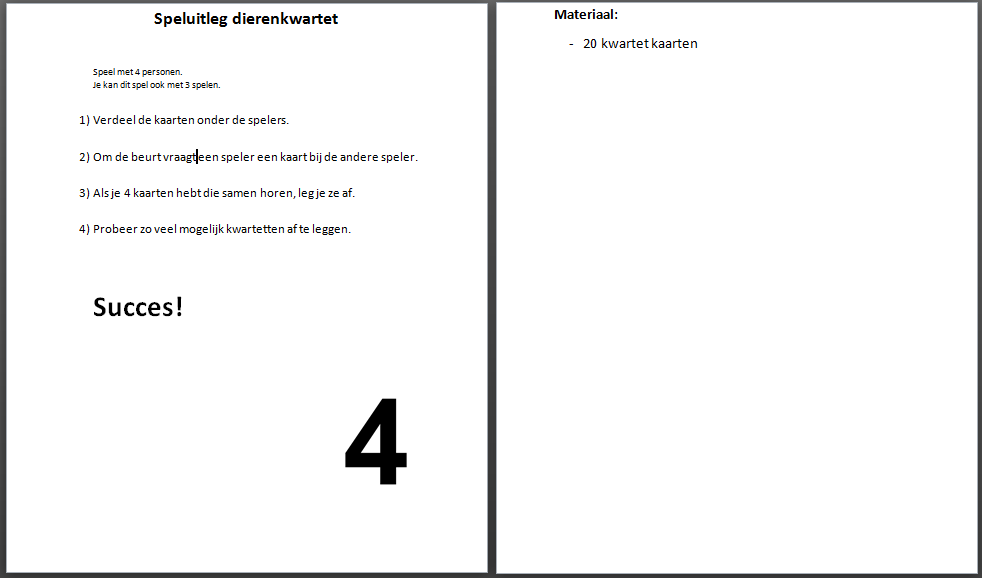 Speluitleg dierenkwartet
Speel met 4 personen.
Je kan dit spel ook met 3 spelen.
1) Verdeel de kaarten onder de spelers.
2) Om de beurt vraagt een speler een kaart bij de andere speler.
3) Als je 4 kaarten hebt die samen horen, leg je ze af.
4) Probeer zo veel mogelijk kwartetten af te leggen.
Succes!
4
Materiaal:
- 20 kwartet kaarten